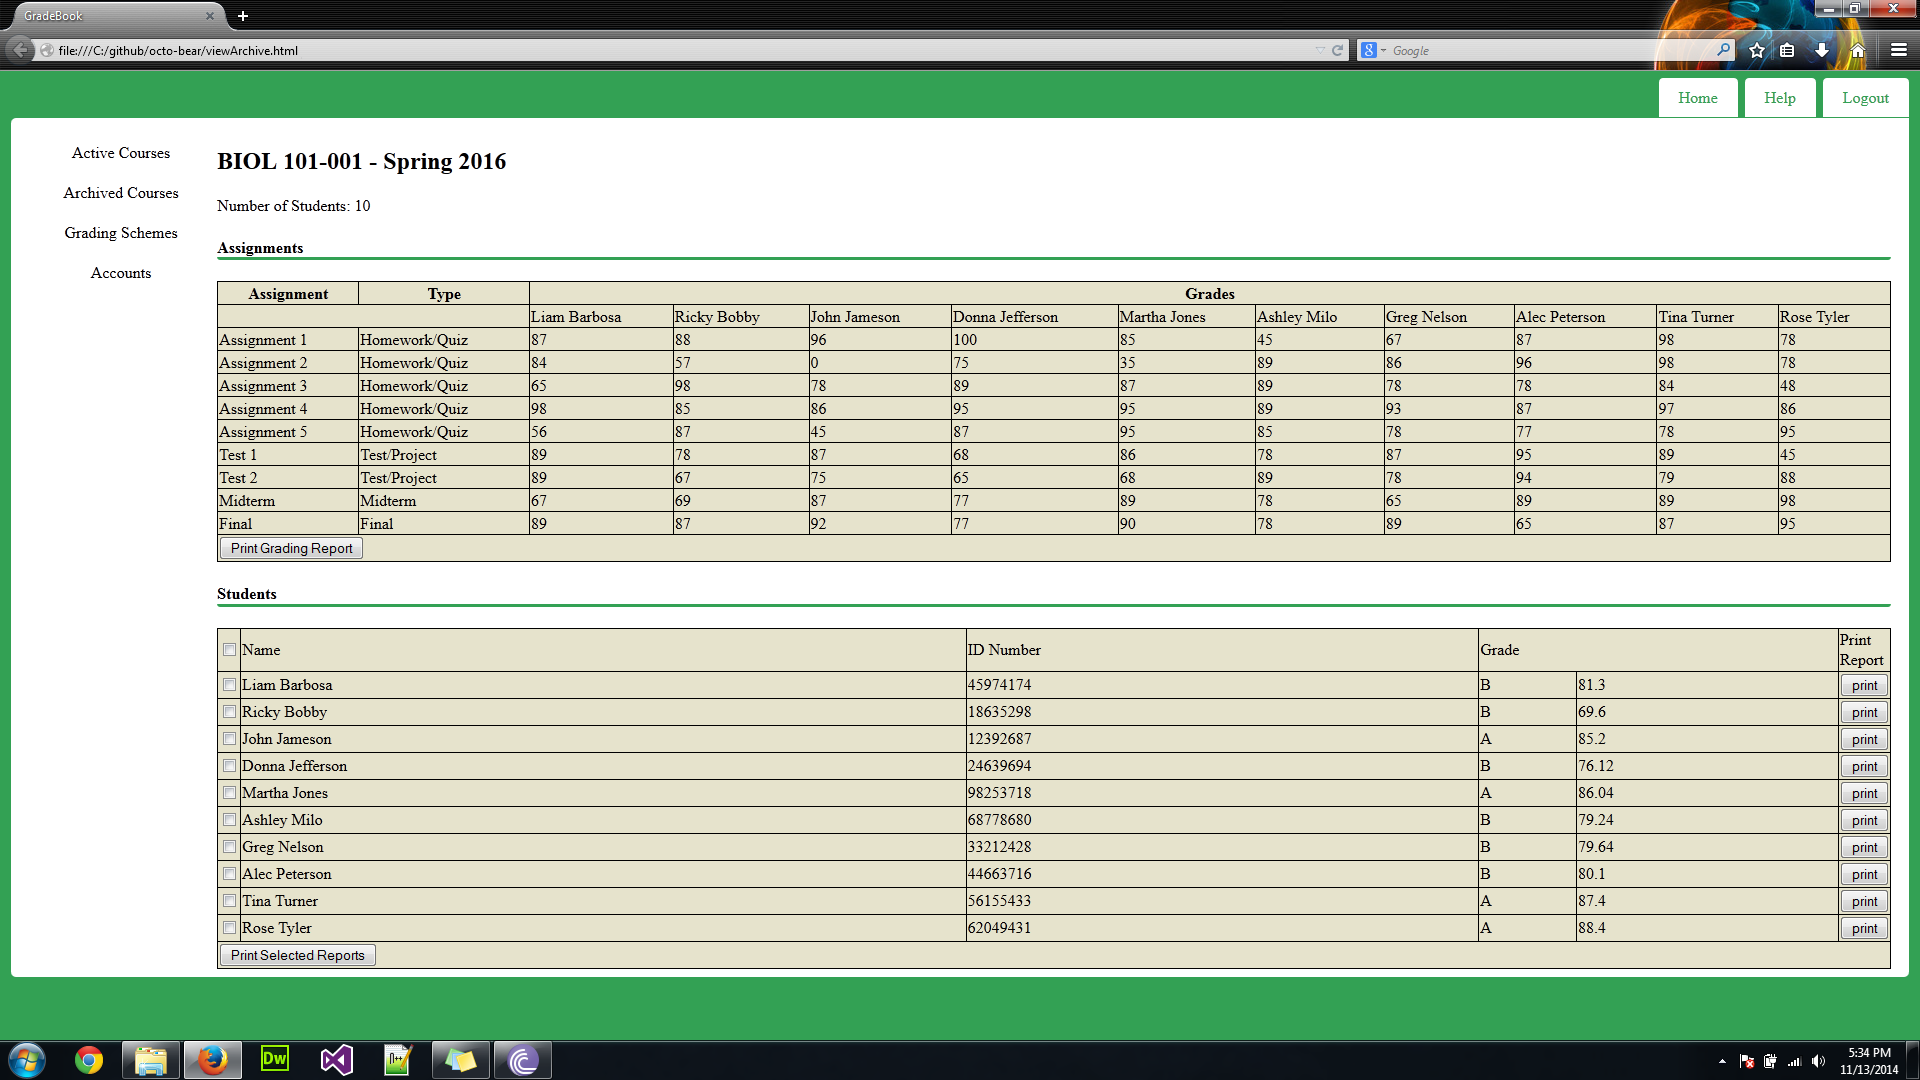 GradeBook
file:///C:/github/octo-bear/viewArchive.html
Google
Home Help Logout
Active Courses
Archived Courses
Grading Schemes
Accounts
BIOL 101-001 - Spring 2016
Number of Students: 10
Assignments
Assignment Type Grades
Liam Barbosa Ricky Bobby John Jameson Donna Jefferson Martha Jones Ashley Milo Greg Nelson Alec Peterson Tina Turner Rose Tyler
Assignment 1 Homework/Quiz 87 88 96 100 85 45 67 87 98 78
Assignment 2 Homework/Quiz 84 57 0 75 35 89 86 96 98 78
Assignment 3 Homework/Quiz 65 98 78 89 87 89 78 78 84 48
Assignment 4 Homework/Quiz 98 85 86 95 95 89 93 87 97 86
Assignment 5 Homework/Quiz 56 87 45 87 95 85 78 77 78 95
Test 1 Test/Project 89 78 87 68 86 78 87 95 89 45
Test 2 Test/Project 89 67 75 65 68 89 78 94 79 88
Midterm Midterm 67 69 87 77 89 78 65 89 89 98
Final Final 89 87 92 77 90 78 89 65 87 95
Print Grading Report
Students
Name ID Number Grade Print Report
Liam Barbosa 45974174 B 81.3 print
Ricky Bobby 18635298 B 69.6 print
John Jameson 12392687 A 85.2 print
Donna Jefferson 24639694 B 76.12 print
Martha Jones 98253718 A 86.04 print
Ashley Milo 68778680 B 79.24 print
Greg Nelson 33212428 B 79.64 print
Alec Peterson 44663716 B 80.1 print
Tina Turner 56155433 A 87.4 print
Rose Tyler 62049431 A 88.4 print
Print Selected Reports
Dw
5:34 PM
11/13/2014